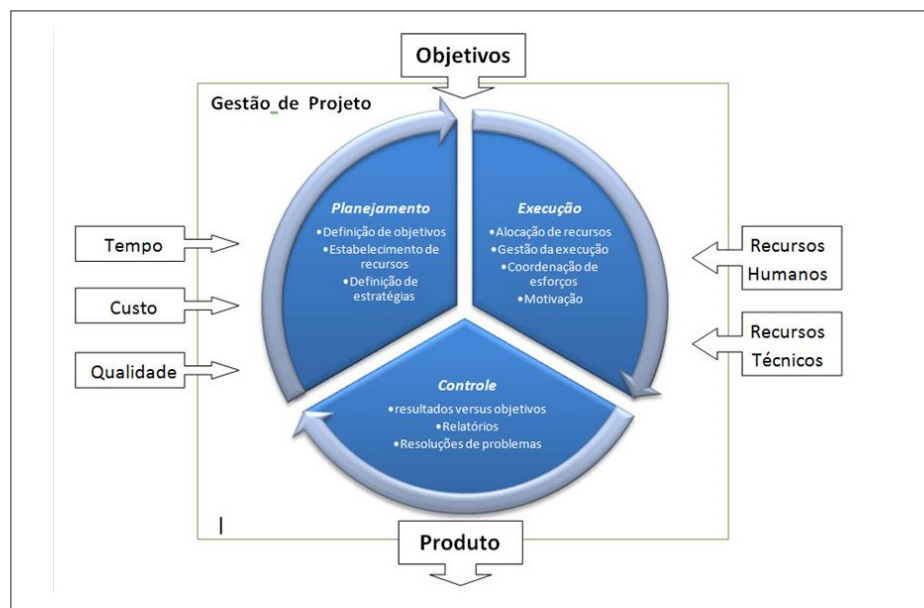 Objetivos
Gestão_de Projeto
Planejamento
•Definição de objetivos
•Estabelecimento de
recursos
•Definição de
estratégias
Execução
•Alocação de recursos
•Gestão da execução
•Coordenação de
esforços
•Motivação
Tempo
Custo
Qualidade
Recursos
Humanos
Recursos
Técnicos
Controle
•resultados versus objetivos
•Relatórios
•Resoluções de problemas
Produto